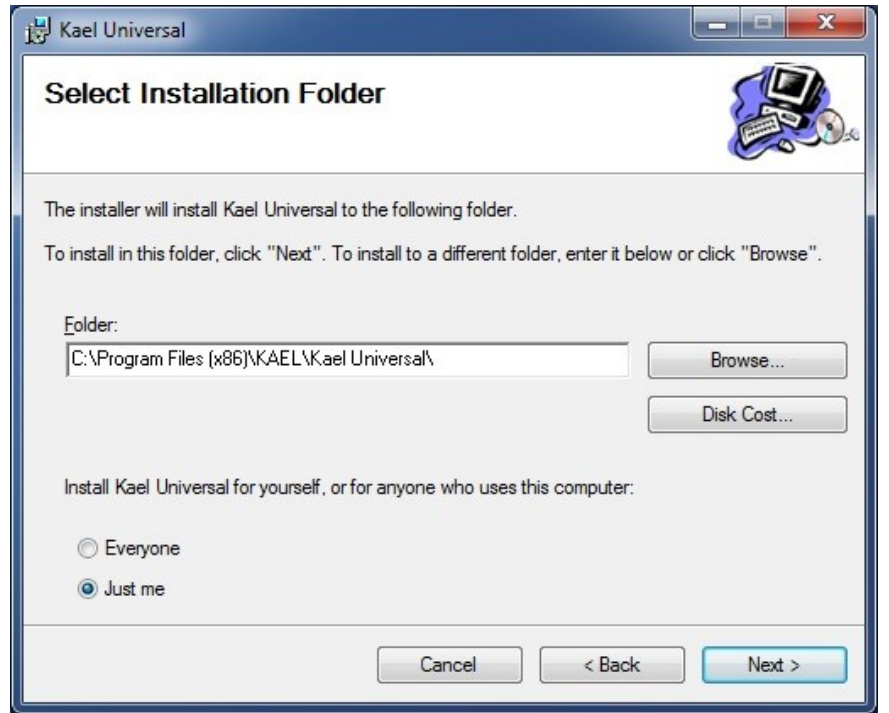 Kael Universal
Select Installation Folder
The installer will install Kael Universal to the following folder.
To install in this folder, click "Next". To install to a different folder, enter it below or click "Browse".
Folder:
C:\Program Files (x86)\KAEL\Kael Universal\
Browse...
Disk Cost...
Install Kael Universal for yourself, or for anyone who uses this computer:
Everyone
Just me
Cancel
< Back
Next >